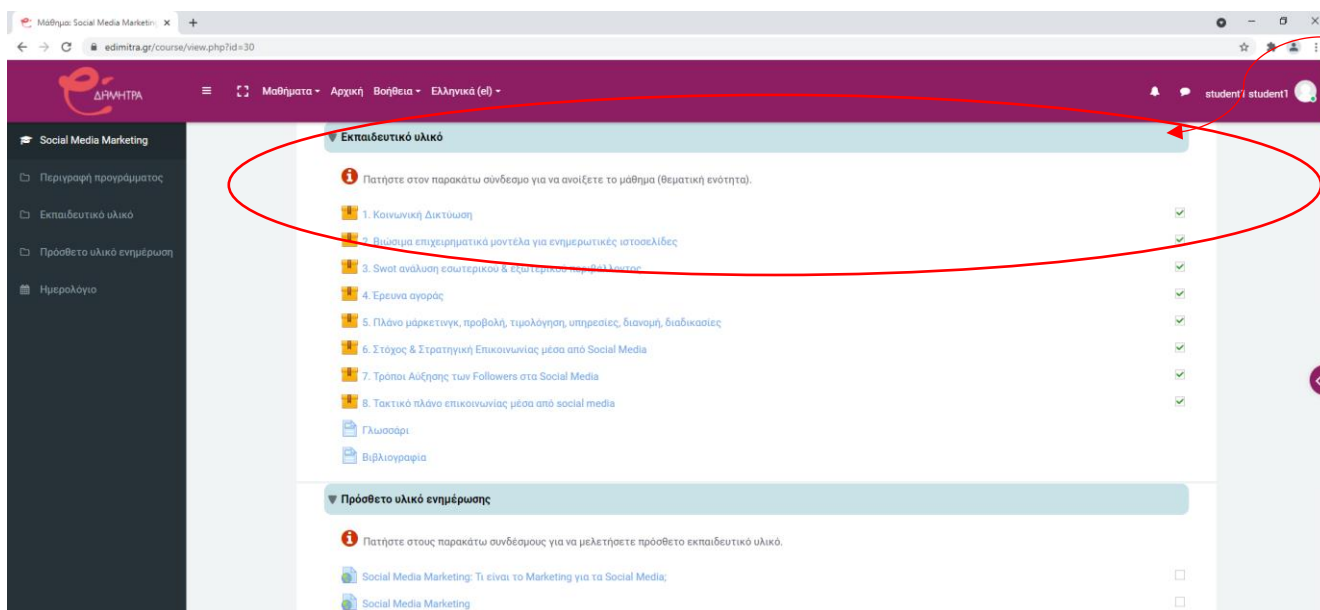 Μάθημα: Social Media Marketin
edimitra.gr/course/view.php?id=30
ΔΗΜΗΤΡΑ
Μαθήματα Αρχική Βοήθεια Ελληνικά (el)
student1 student1
Social Media Marketing
Περιγραφή προγράμματος
Εκπαιδευτικό υλικό
Πρόσθετο υλικό ενημέρωση
Ημερολόγιο
Εκπαιδευτικό υλικό
Πατήστε στον παρακάτω σύνδεσμο για να ανοίξετε το μάθημα (θεματική ενότητα).
1. Κοινωνική Δικτύωση
2. Βιώσιμα επιχειρηματικά μοντέλα για ενημερωτικές ιστοσελίδες
3. Swot ανάλυση εσωτερικού & εξωτερικού περιβάλλοντος
4. Έρευνα αγοράς
5. Πλάνο μάρκετινγκ, προβολή, τιμολόγηση, υπηρεσίες, διανομή, διαδικασίες
6. Στόχος & Στρατηγική Επικοινωνίας μέσα από Social Media
7. Τρόποι Αύξησης των Followers στα Social Media
8. Τακτικό πλάνο επικοινωνίας μέσα από social media
Γλωσσάρι
Βιβλιογραφία
Πρόσθετο υλικό ενημέρωσης
Πατήστε στους παρακάτω συνδέσμους για να μελετήσετε πρόσθετο εκπαιδευτικό υλικό.
Social Media Marketing: Τι είναι το Marketing για τα Social Media;
Social Media Marketing